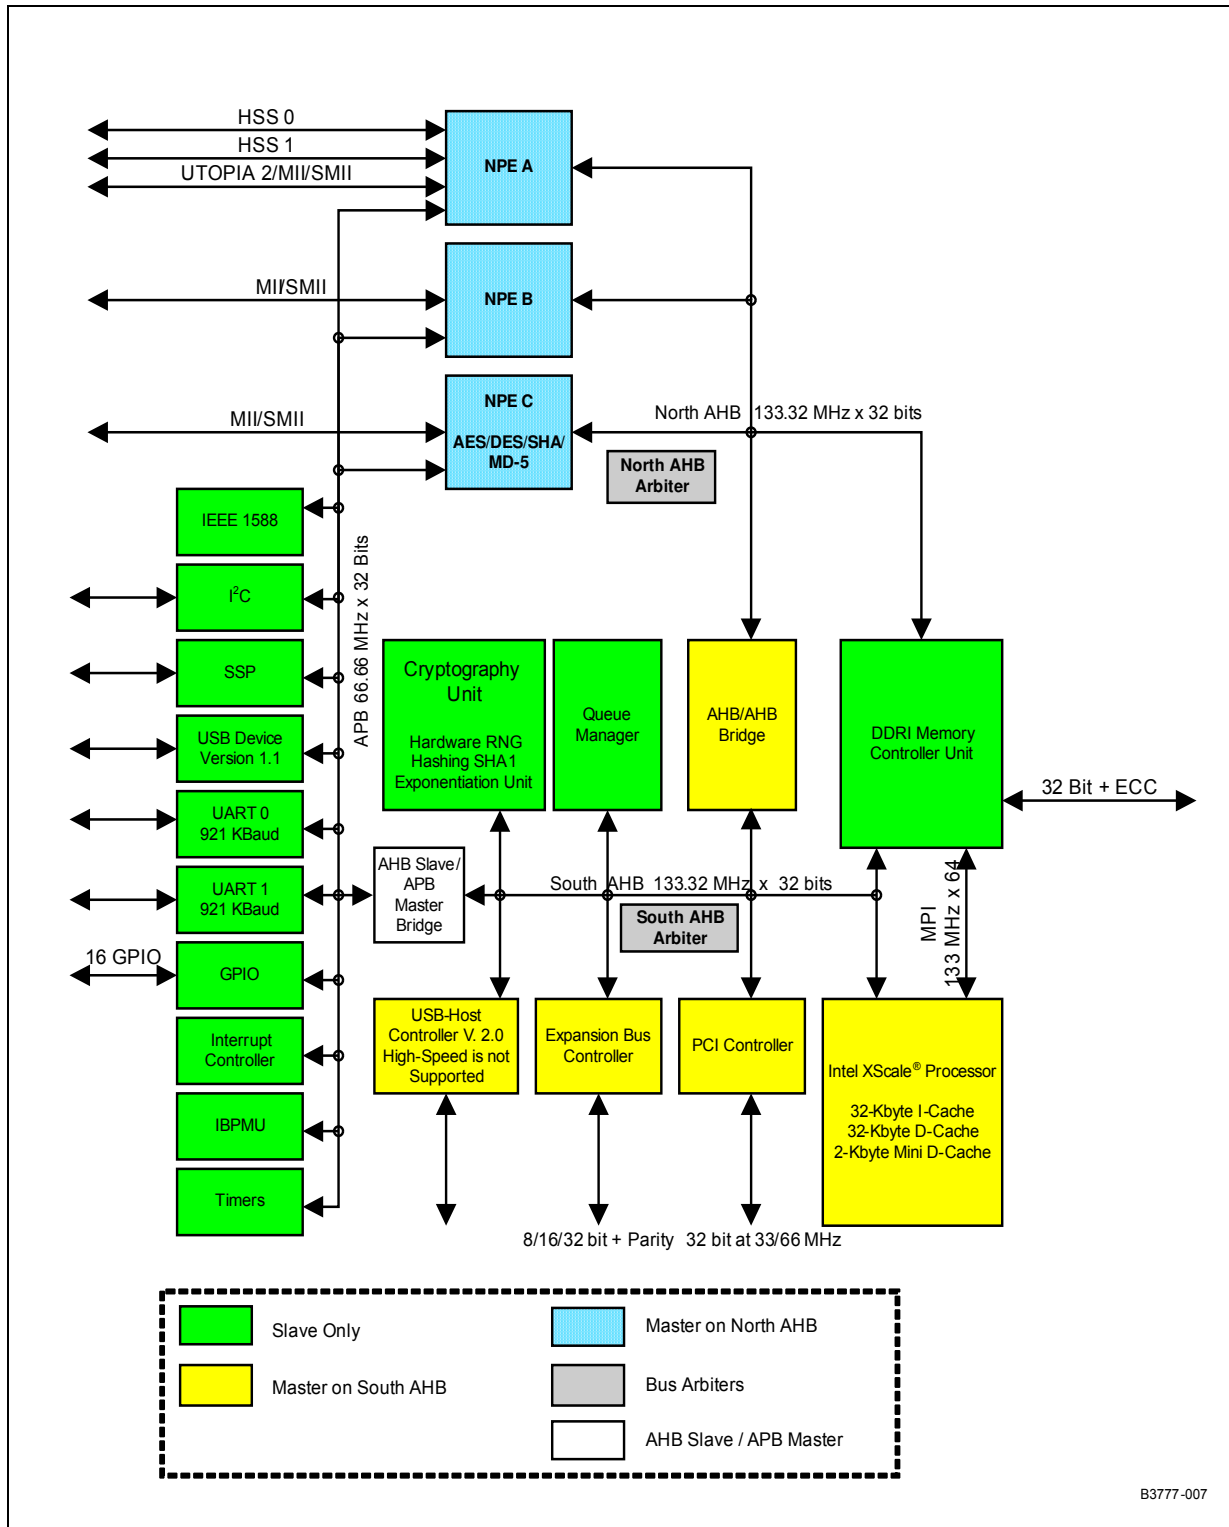 HSS 0
HSS 1
UTOPIA 2/MII/SMII
NPE A
MII/SMII
NPE B
MII/SMII
NPE C
AES/DES/SHA/
MD-5
North AHB 133.32 MHz x 32 bits
North AHB
Arbiter
IEEE 1588
I²C
SSP
USB Device
Version 1.1
UART 0
921 KBaud
UART 1
921 KBaud
16 GPIO
GPIO
Interrupt
Controller
IBPMU
Timers
APB 66.66 MHz x 32 Bits
Cryptography
Unit
Hardware RNG
Hashing SHA1
Exponentiation Unit
Queue
Manager
AHB/AHB
Bridge
DDRI Memory
Controller Unit
32 Bit + ECC
AHB Slave/
APB
Master
Bridge
South AHB 133.32 MHz x 32 bits
South AHB
Arbiter
MPI
133 MHz x 64
USB-Host
Controller V. 2.0
High-Speed is not
Supported
Expansion Bus
Controller
PCI Controller
Intel XScale® Processor
32-Kbyte I-Cache
32-Kbyte D-Cache
2-Kbyte Mini D-Cache
8/16/32 bit + Parity
32 bit at 33/66 MHz
Slave Only
Master on North AHB
Master on South AHB
Bus Arbiters
AHB Slave / APB Master
B3777-007